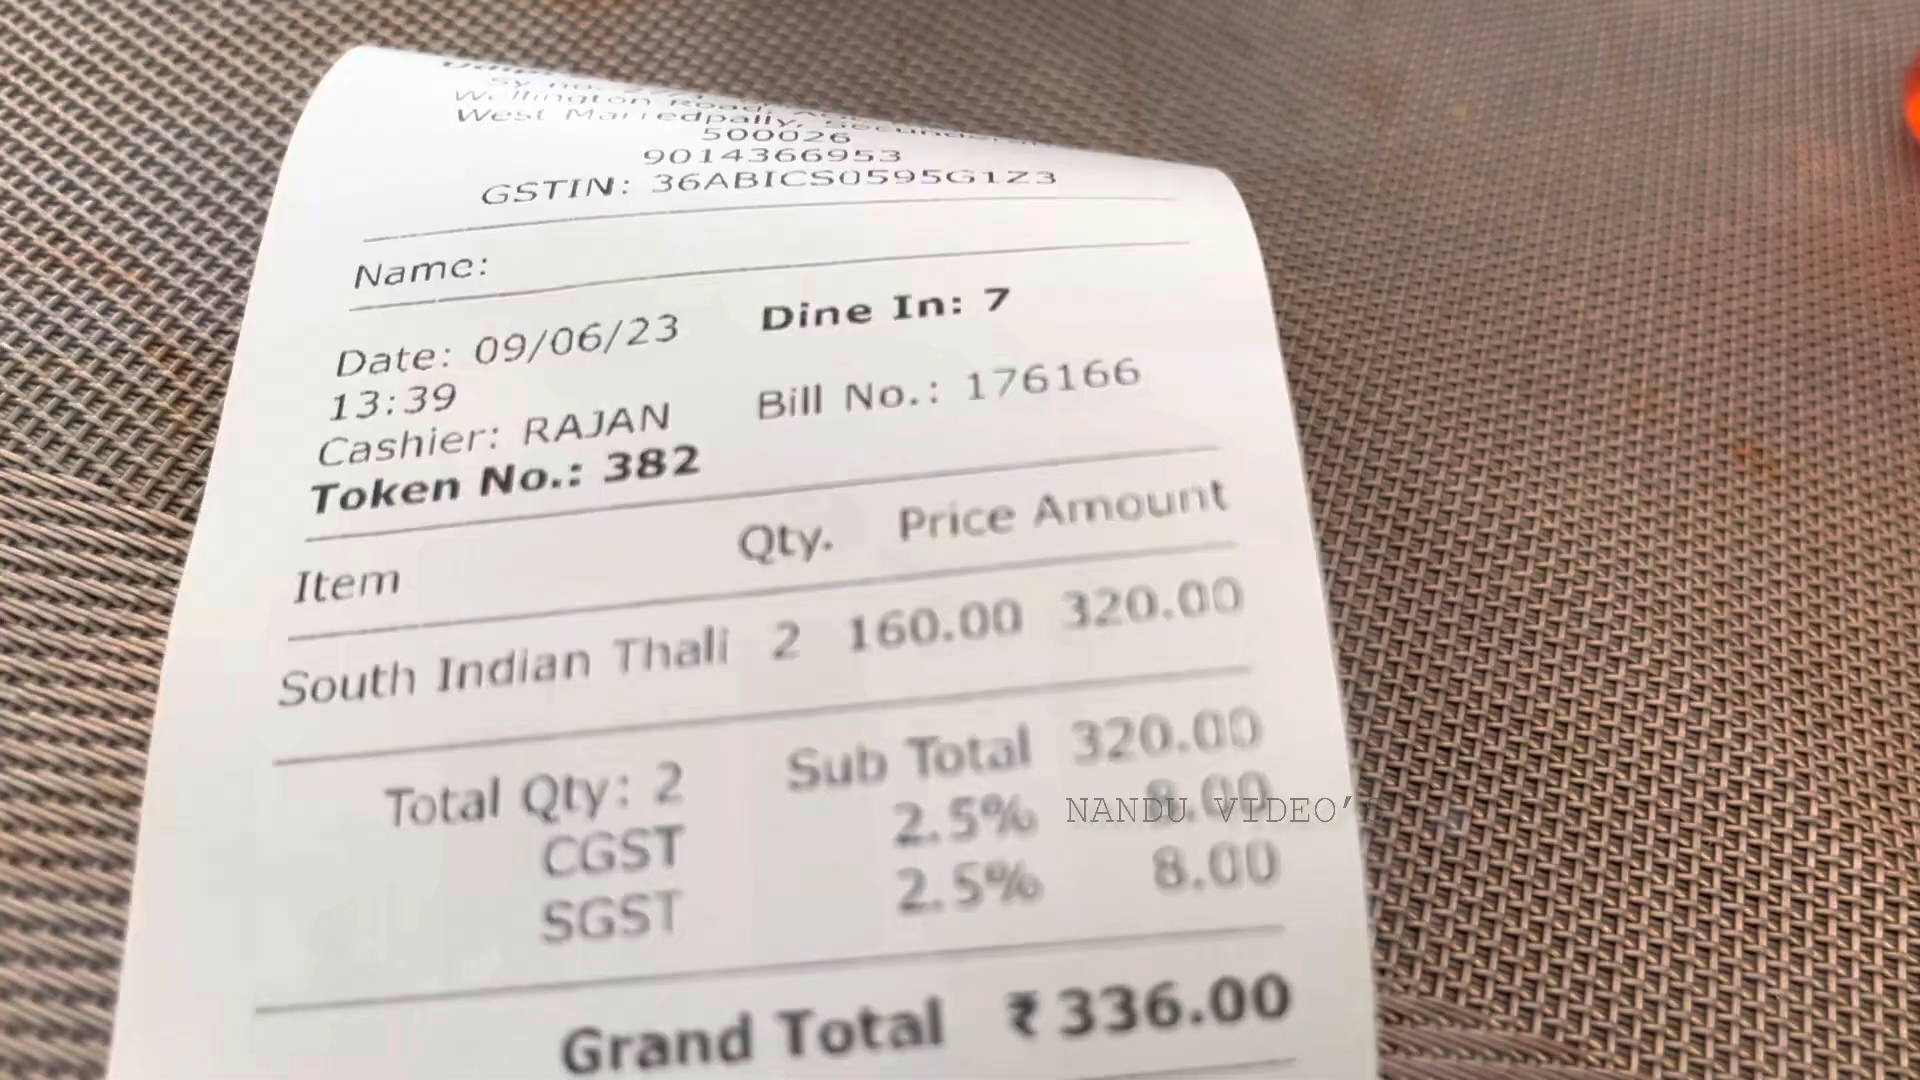 Wellington Road,
West Marredpally,
500026
9014366953
GSTIN: 36ABICS0595G1Z3
Name:
Date: 09/06/23 Dine In: 7
13:39
Cashier: RAJAN Bill No.: 176166
Token No.: 382
Item Qty. Price Amount
South Indian Thali 2 160.00 320.00
Total Qty: 2 Sub Total 320.00
CGST 2.5% 8.00
SGST 2.5% 8.00
Grand Total ₹ 336.00
NANDU VIDEO'